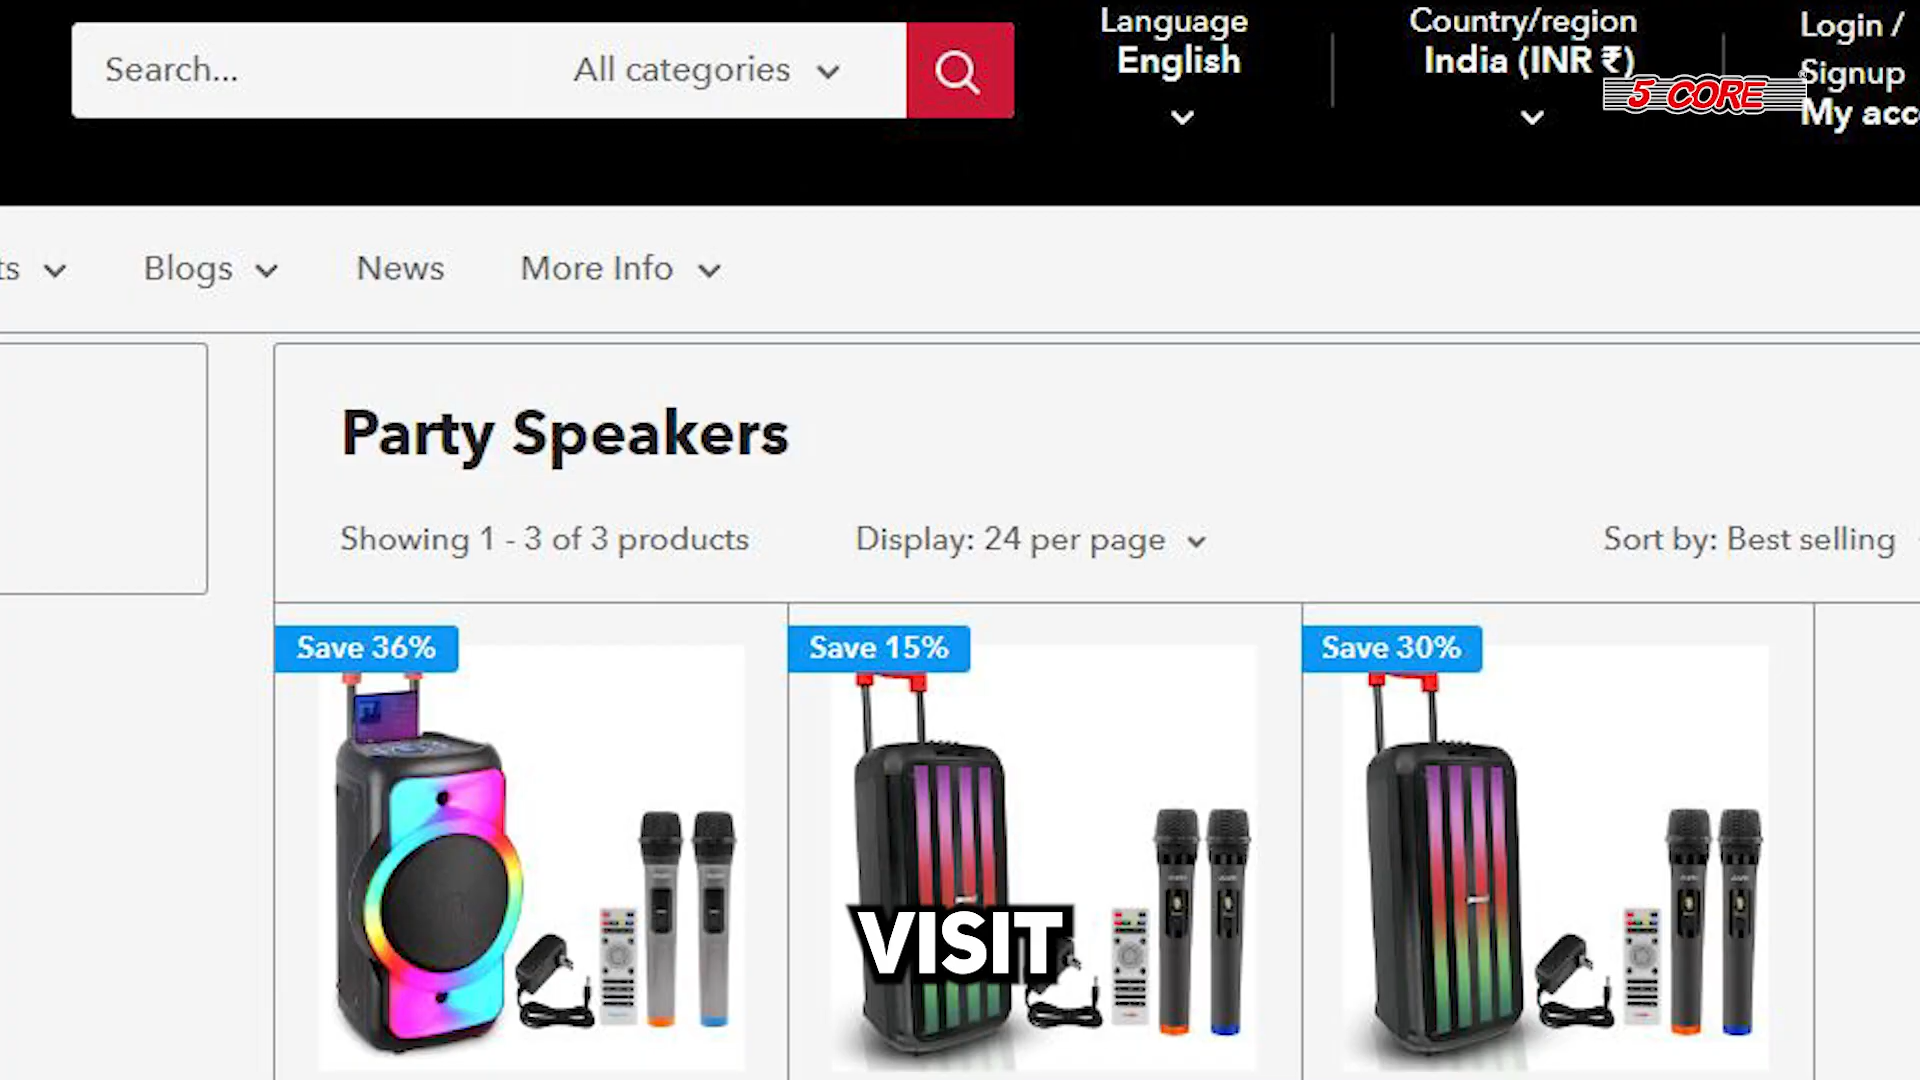 Search...
All categories
Language
English
Country/region
India (INR ₹)
Login /
Signup
My acc
5 CORE
ts
Blogs
News
More Info
Party Speakers
Showing 1 - 3 of 3 products
Display: 24 per page
Sort by: Best selling
Save 36%
Save 15%
Save 30%
VISIT